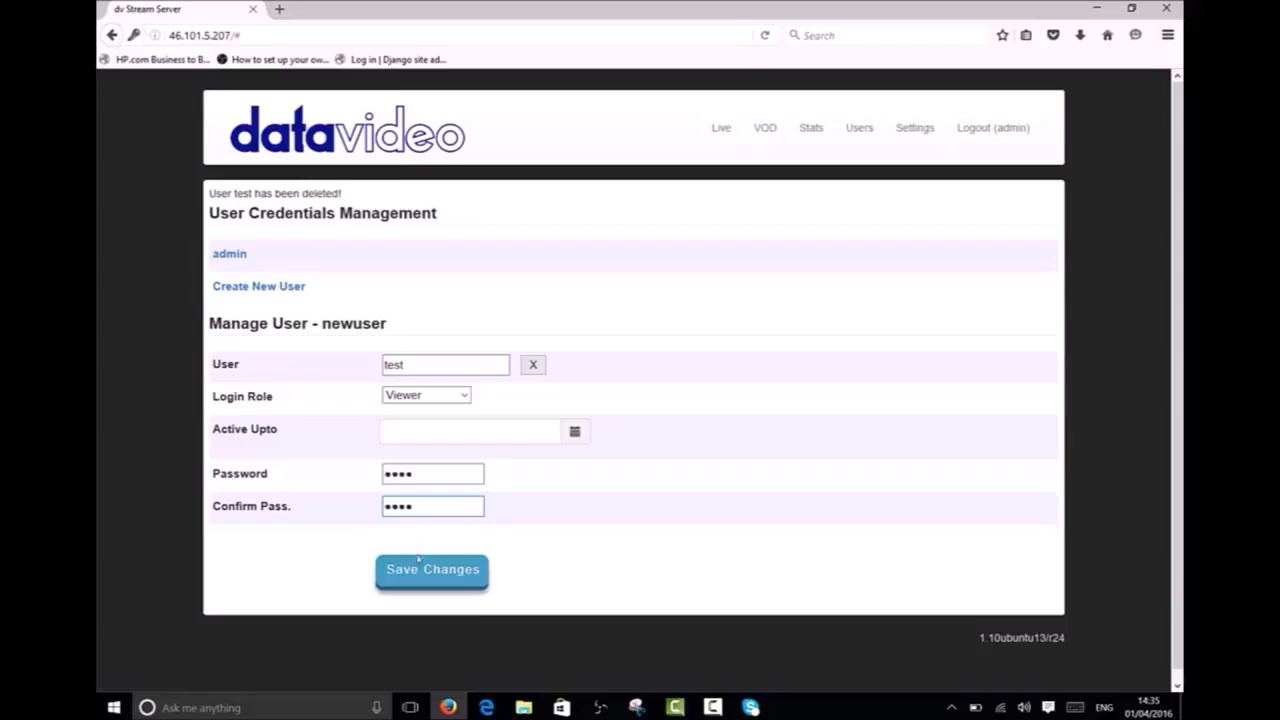 dv Stream Server
46.101.5.207/#
Search
HP.com Business to B...
How to set up your ow...
Log in | Django site ad...
datavideo
Live
VOD
Stats
Users
Settings
Logout (admin)
User test has been deleted!
User Credentials Management
admin
Create New User
Manage User - newuser
User
test
X
Login Role
Viewer
Active Upto
Password
••••
Confirm Pass.
••••
Save Changes
1.10ubuntu13/r24
Ask me anything
ENG
14:35
01/04/2016